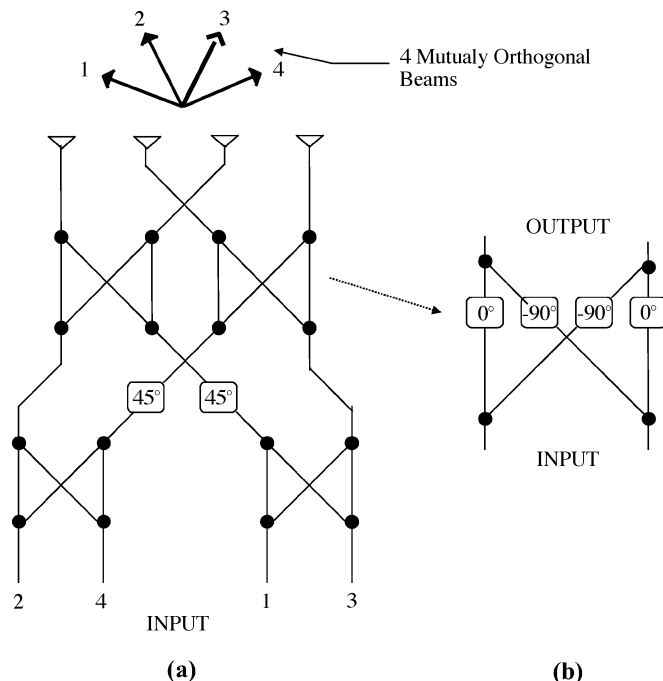 2 3
1 4
4 Mutualy Orthogonal
Beams
OUTPUT
0° -90° -90° 0°
45° 45°
INPUT
2 4 1 3
INPUT
(a) (b)